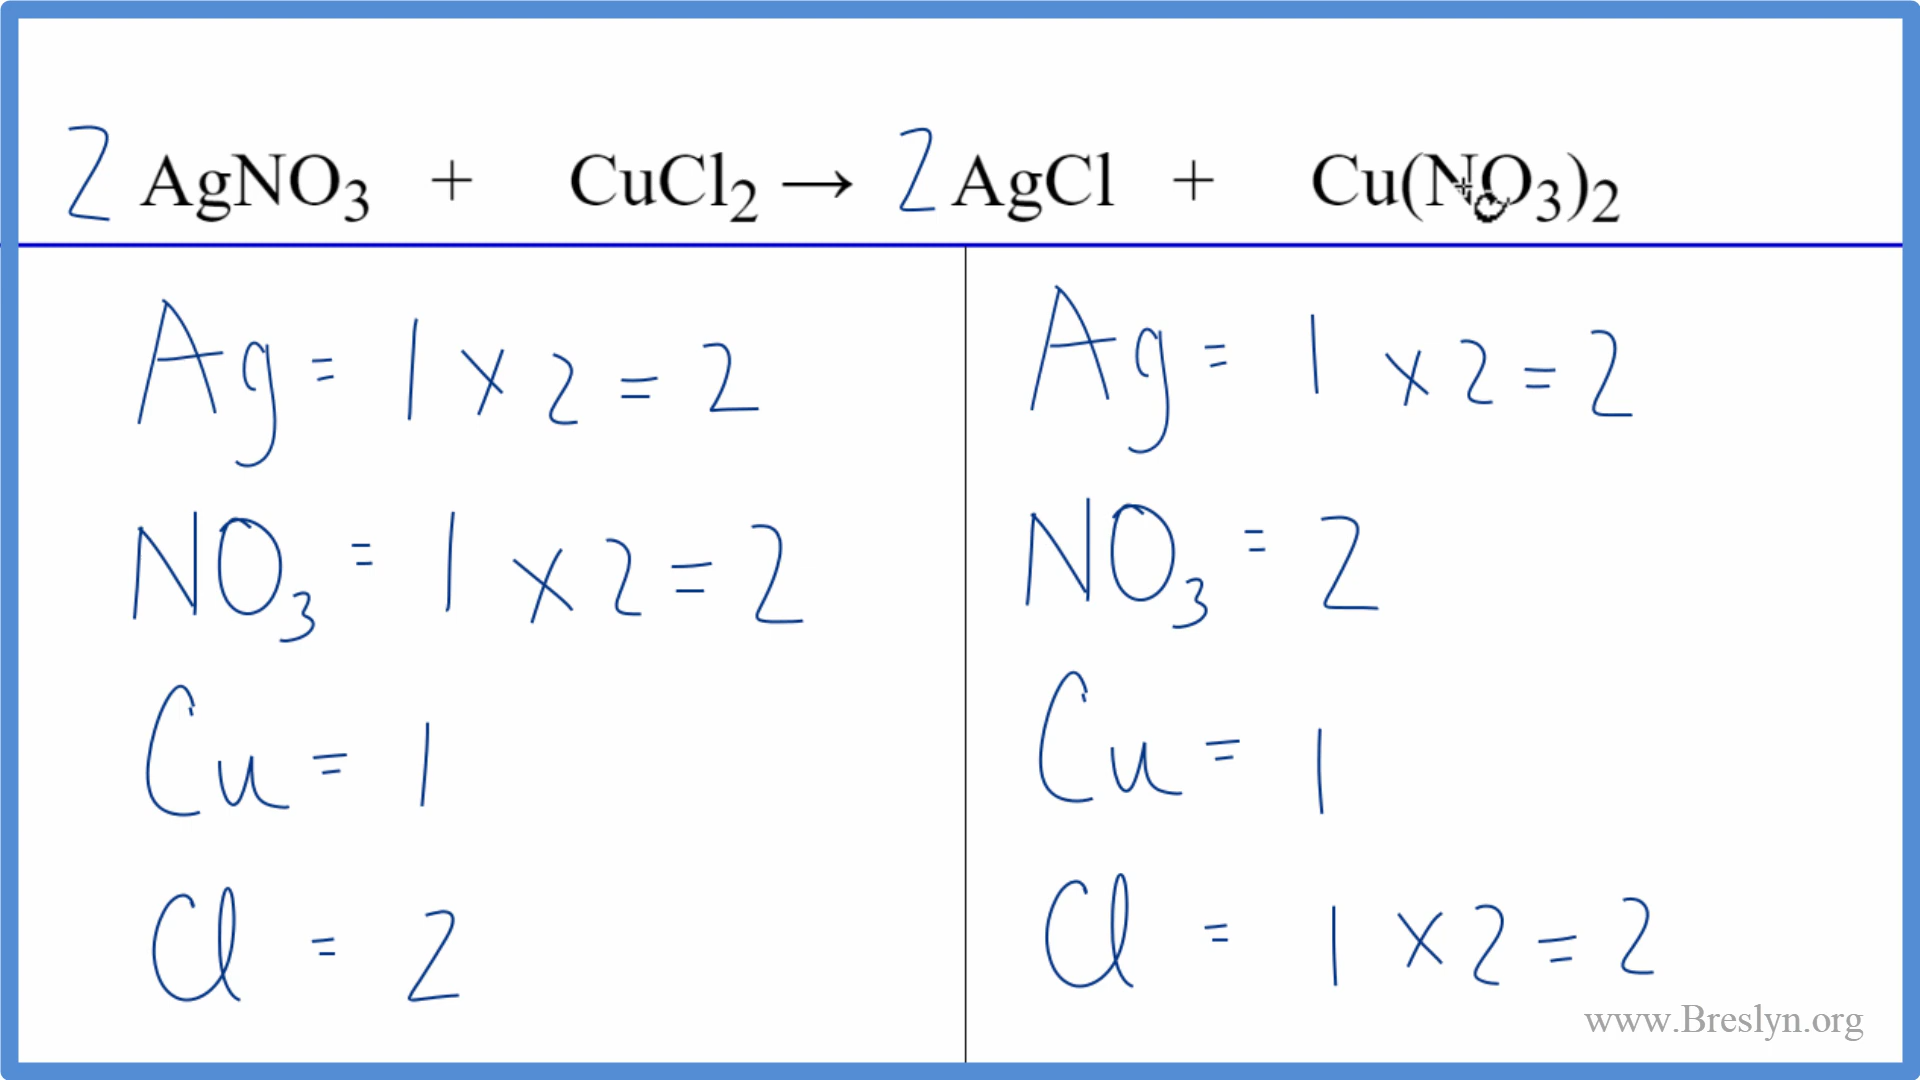 2 AgNO₃ + CuCl₂ → 2 AgCl + Cu(NO₃)₂
Ag = 1 x 2 = 2
NO₃ = 1 x 2 = 2
Cu = 1
Cl = 2
Ag = 1 x 2 = 2
NO₃ = 2
Cu = 1
Cl = 1 x 2 = 2
www.Breslyn.org